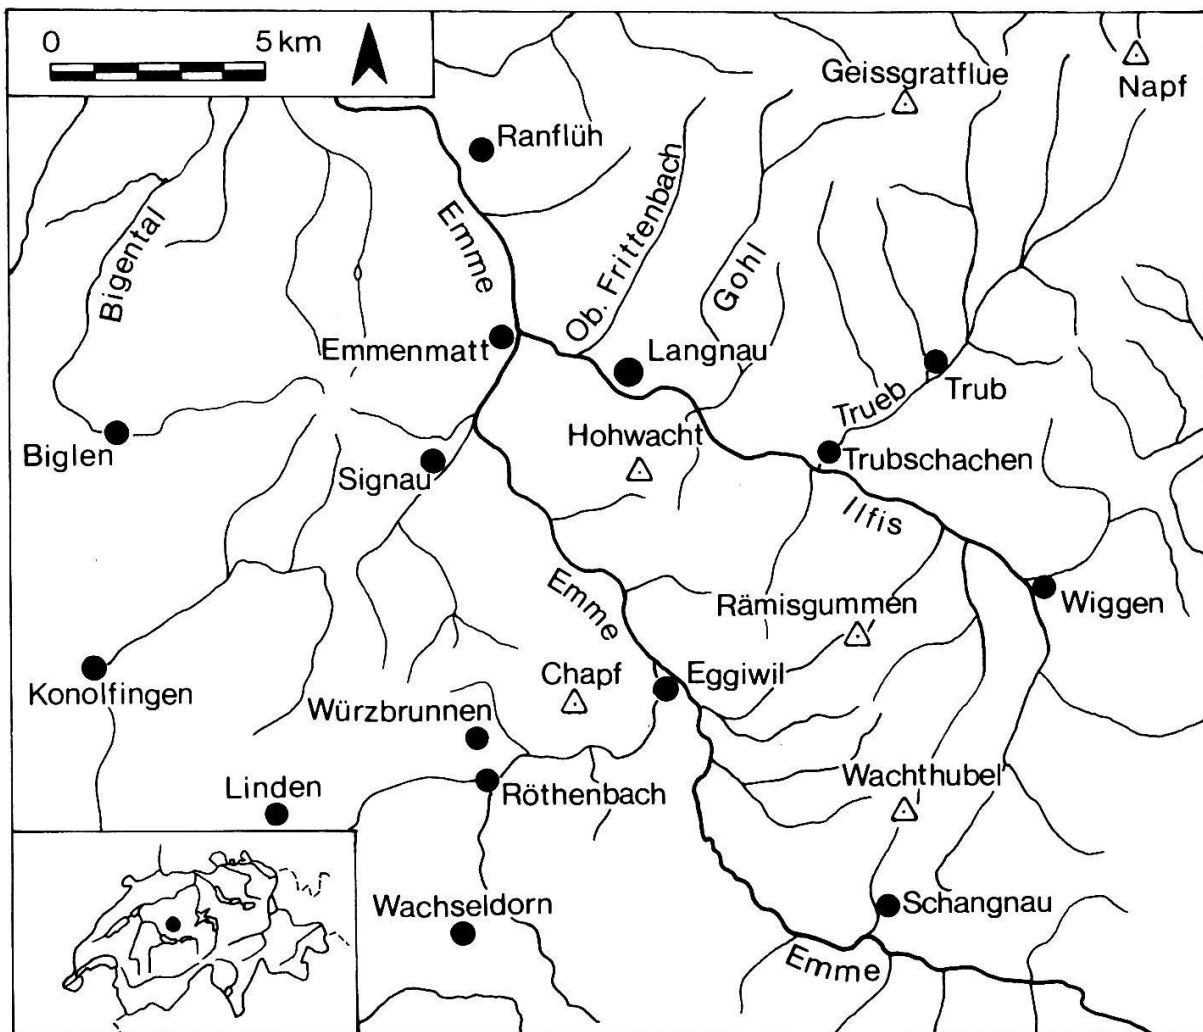 0 5 km
Geissgratflue
Napf
Ranflüh
Emme
Ob. Frittenbach
Gohl
Bigental
Emmenmatt
Langnau
Trub
Trueb
Hohwacht
Biglen
Signau
Trubschachen
Ilfis
Emme
Rämisgummen
Wiggen
Konolfingen
Chapf
Eggiwil
Würzbrunnen
Linden
Röthenbach
Wachthubel
Wachseldorn
Schangnau
Emme